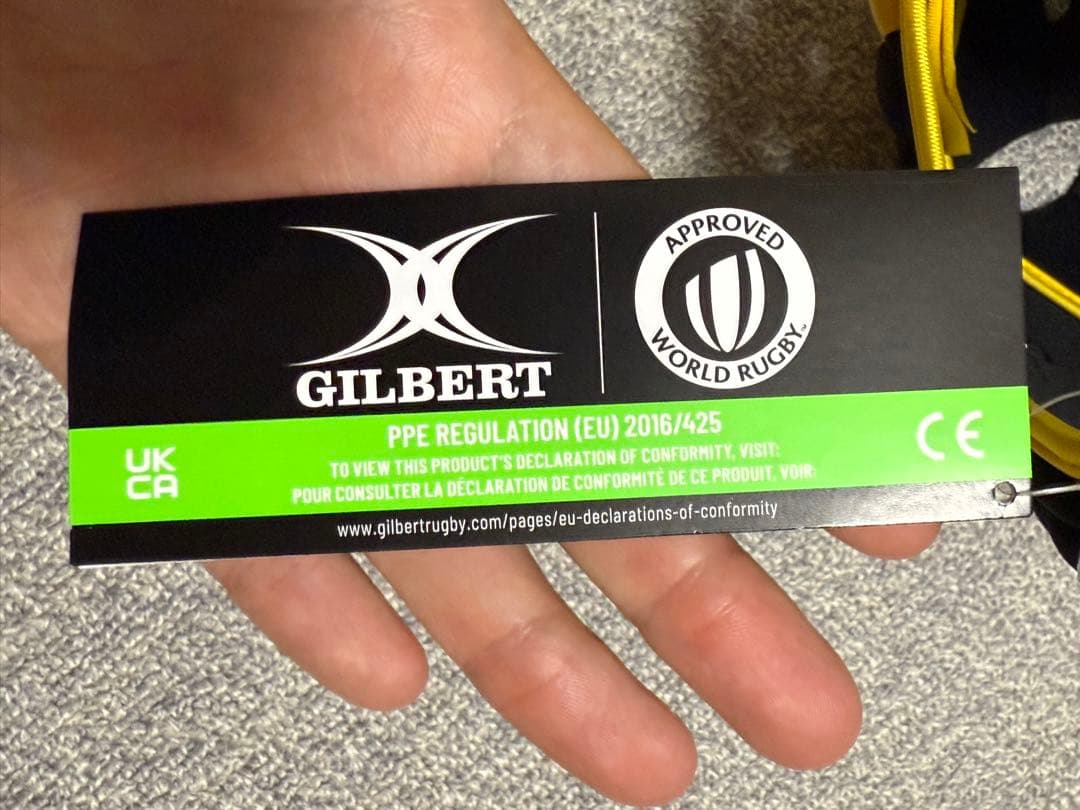 GILBERT
APPROVED
WORLD RUGBY™
UK
CA
PPE REGULATION (EU) 2016/425
TO VIEW THIS PRODUCT'S DECLARATION OF CONFORMITY, VISIT:
POUR CONSULTER LA DÉCLARATION DE CONFORMITÉ DE CE PRODUIT, VOIR:
CE
www.gilbertrugby.com/pages/eu-declarations-of-conformity